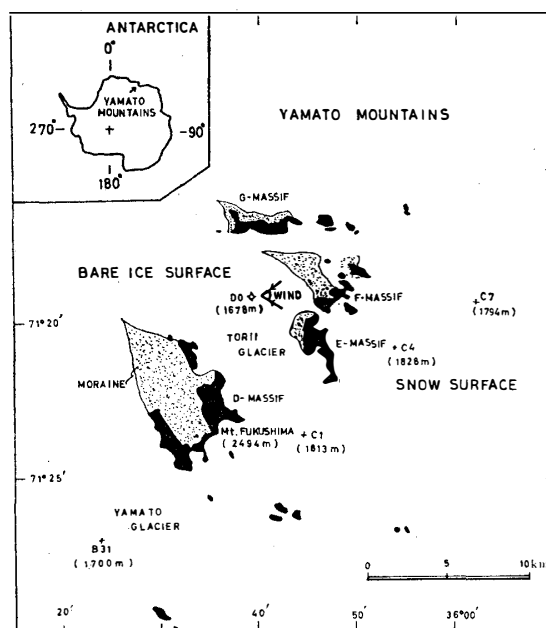 ANTARCTICA
0°
YAMATO
MOUNTAINS
270°
90°
180°
YAMATO MOUNTAINS
G-MASSIF
BARE ICE SURFACE
DO
WIND
(1678m)
F-MASSIF
C7
(1794m)
71°20′
TORII
GLACIER
E-MASSIF
C4
(1828m)
SNOW SURFACE
MORAINE
D-MASSIF
Mt. FUKUSHIMA
(2494m)
C1
(1813m)
71°25′
YAMATO
GLACIER
B31
(1,700m)
0 5 10km
20′ 40′ 50′ 36°00′